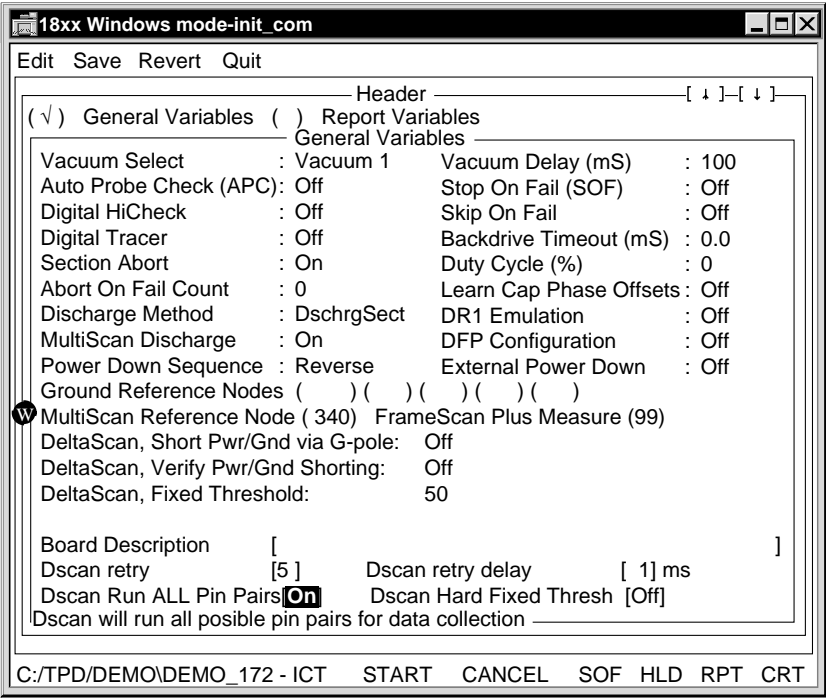 18xx Windows mode-init_com
Edit Save Revert Quit
Header [ ↓ ]–[ ↓ ]
( √ ) General Variables ( ) Report Variables
General Variables
Vacuum Select : Vacuum 1 Vacuum Delay (mS) : 100
Auto Probe Check (APC): Off Stop On Fail (SOF) : Off
Digital HiCheck : Off Skip On Fail : Off
Digital Tracer : Off Backdrive Timeout (mS) : 0.0
Section Abort : On Duty Cycle (%) : 0
Abort On Fail Count : 0 Learn Cap Phase Offsets : Off
Discharge Method : DschrgSect DR1 Emulation : Off
MultiScan Discharge : On DFP Configuration : Off
Power Down Sequence : Reverse External Power Down : Off
Ground Reference Nodes ( ) ( ) ( ) ( ) ( )
W MultiScan Reference Node ( 340) FrameScan Plus Measure (99)
DeltaScan, Short Pwr/Gnd via G-pole: Off
DeltaScan, Verify Pwr/Gnd Shorting: Off
DeltaScan, Fixed Threshold: 50
Board Description [ ]
Dscan retry [5 ] Dscan retry delay [ 1] ms
Dscan Run ALL Pin Pairs[On] Dscan Hard Fixed Thresh [Off]
Dscan will run all posible pin pairs for data collection
C:/TPD/DEMO\DEMO_172 - ICT START CANCEL SOF HLD RPT CRT